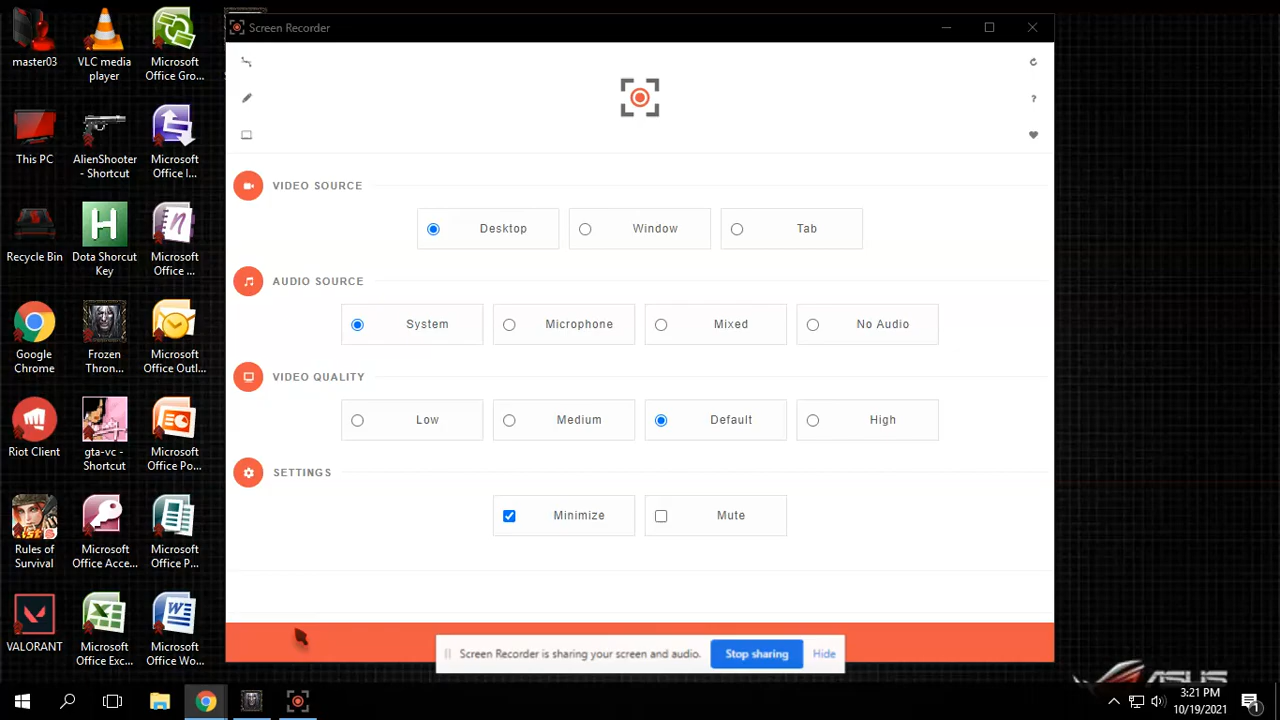 Screen Recorder
VIDEO SOURCE
Desktop
Window
Tab
AUDIO SOURCE
System
Microphone
Mixed
No Audio
VIDEO QUALITY
Low
Medium
Default
High
SETTINGS
Minimize
Mute
Screen Recorder is sharing your screen and audio.
Stop sharing
Hide
master03
VLC media
player
Microsoft
Office Gro...
This PC
AlienShooter
- Shortcut
Microsoft
Office I...
Recycle Bin
H
Dota Shorcut
Key
Microsoft
Office ...
Google
Chrome
Frozen
Thron...
Microsoft
Office Outl...
Riot Client
gta-vc -
Shortcut
Microsoft
Office Po...
Rules of
Survival
Microsoft
Office Acce...
Microsoft
Office P...
VALORANT
Microsoft
Office Exc...
Microsoft
Office Wo...
ASUS
3:21 PM
10/19/2021
1